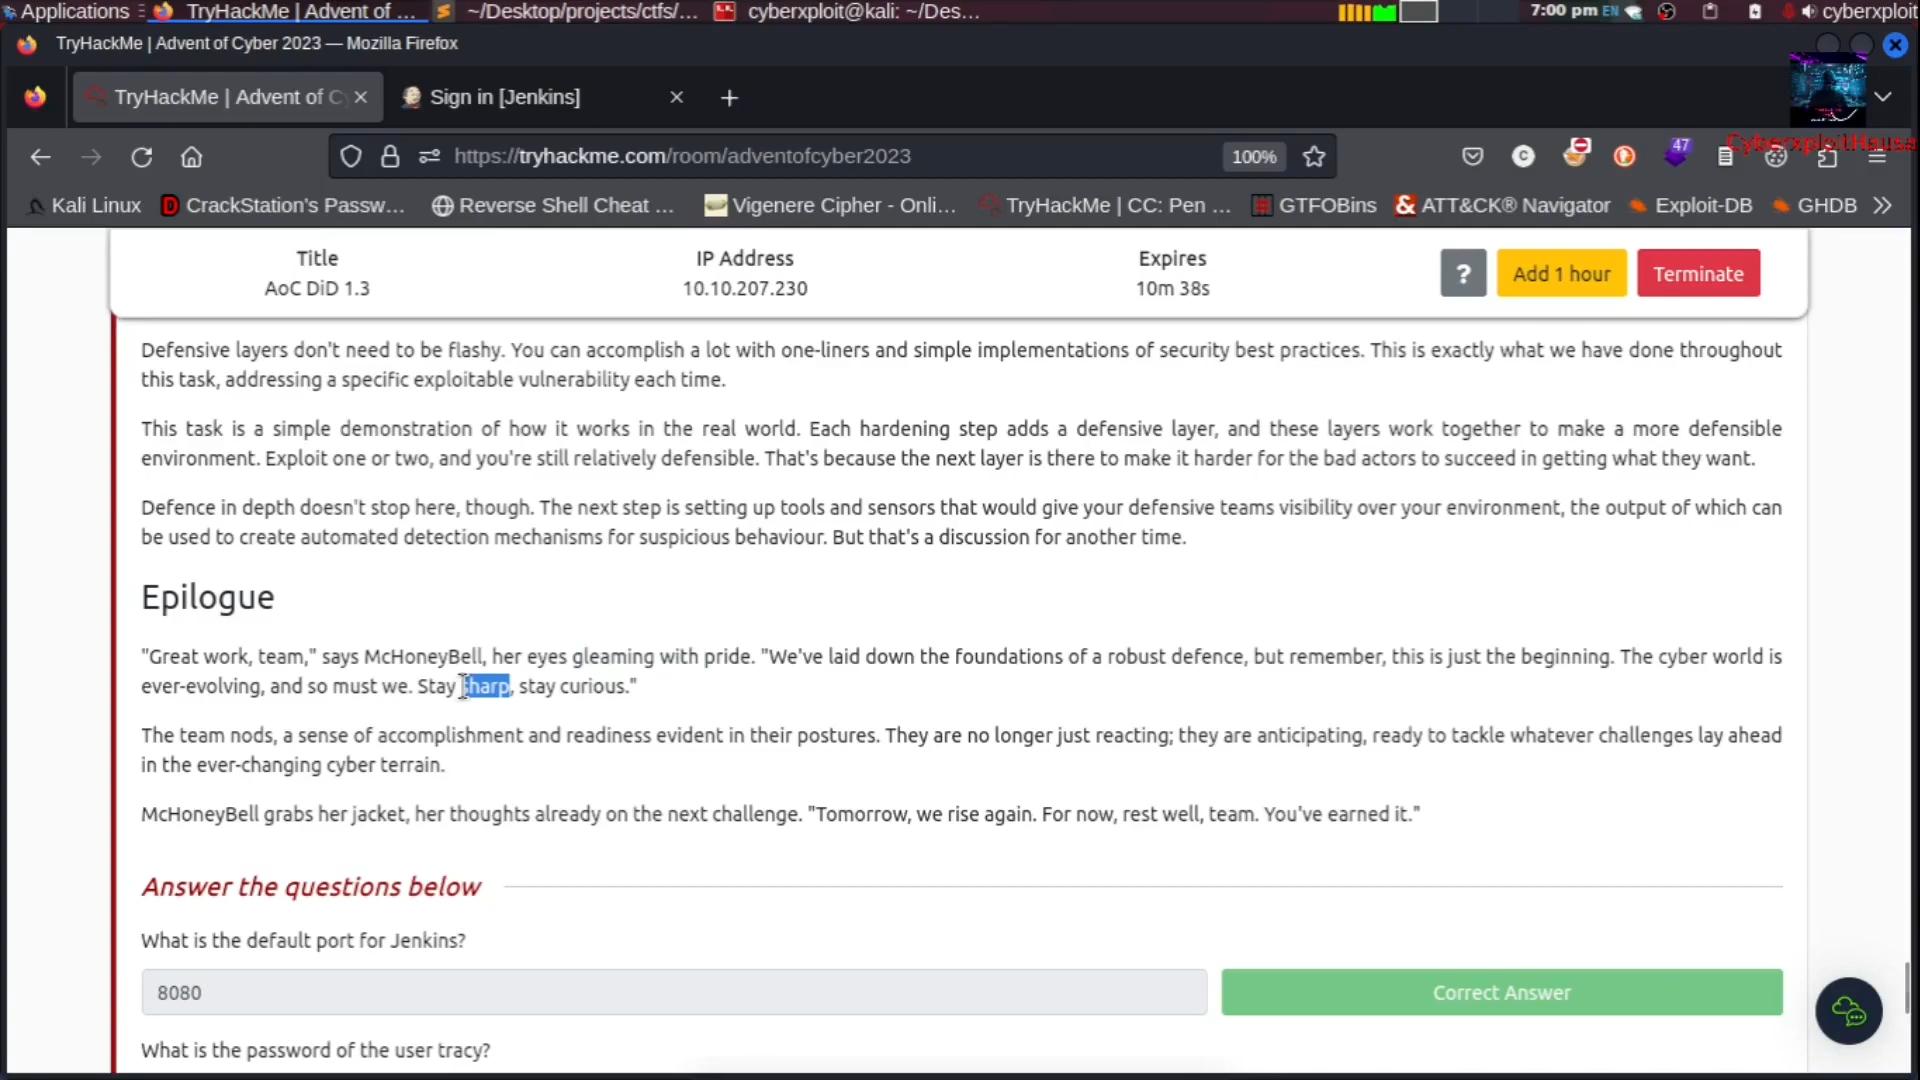 Applications
TryHackMe | Advent of ...
~/Desktop/projects/ctfs/...
cyberxploit@kali: ~/Des...
7:00 pm EN
cyberxploit
TryHackMe | Advent of Cyber 2023 — Mozilla Firefox
TryHackMe | Advent of C
Sign in [Jenkins]
https://tryhackme.com/room/adventofcyber2023
100%
C
47
CyberxploitHausa
Kali Linux
CrackStation's Passw...
Reverse Shell Cheat ...
Vigenere Cipher - Onli...
TryHackMe | CC: Pen ...
GTFOBins
ATT&CK® Navigator
Exploit-DB
GHDB
Title
AoC DiD 1.3
IP Address
10.10.207.230
Expires
10m 38s
?
Add 1 hour
Terminate
Defensive layers don't need to be flashy. You can accomplish a lot with one-liners and simple implementations of security best practices. This is exactly what we have done throughout
this task, addressing a specific exploitable vulnerability each time.
This task is a simple demonstration of how it works in the real world. Each hardening step adds a defensive layer, and these layers work together to make a more defensible
environment. Exploit one or two, and you're still relatively defensible. That's because the next layer is there to make it harder for the bad actors to succeed in getting what they want.
Defence in depth doesn't stop here, though. The next step is setting up tools and sensors that would give your defensive teams visibility over your environment, the output of which can
be used to create automated detection mechanisms for suspicious behaviour. But that's a discussion for another time.
Epilogue
"Great work, team," says McHoneyBell, her eyes gleaming with pride. "We've laid down the foundations of a robust defence, but remember, this is just the beginning. The cyber world is
ever-evolving, and so must we. Stay sharp, stay curious."
The team nods, a sense of accomplishment and readiness evident in their postures. They are no longer just reacting; they are anticipating, ready to tackle whatever challenges lay ahead
in the ever-changing cyber terrain.
McHoneyBell grabs her jacket, her thoughts already on the next challenge. "Tomorrow, we rise again. For now, rest well, team. You've earned it."
Answer the questions below
What is the default port for Jenkins?
8080
Correct Answer
What is the password of the user tracy?